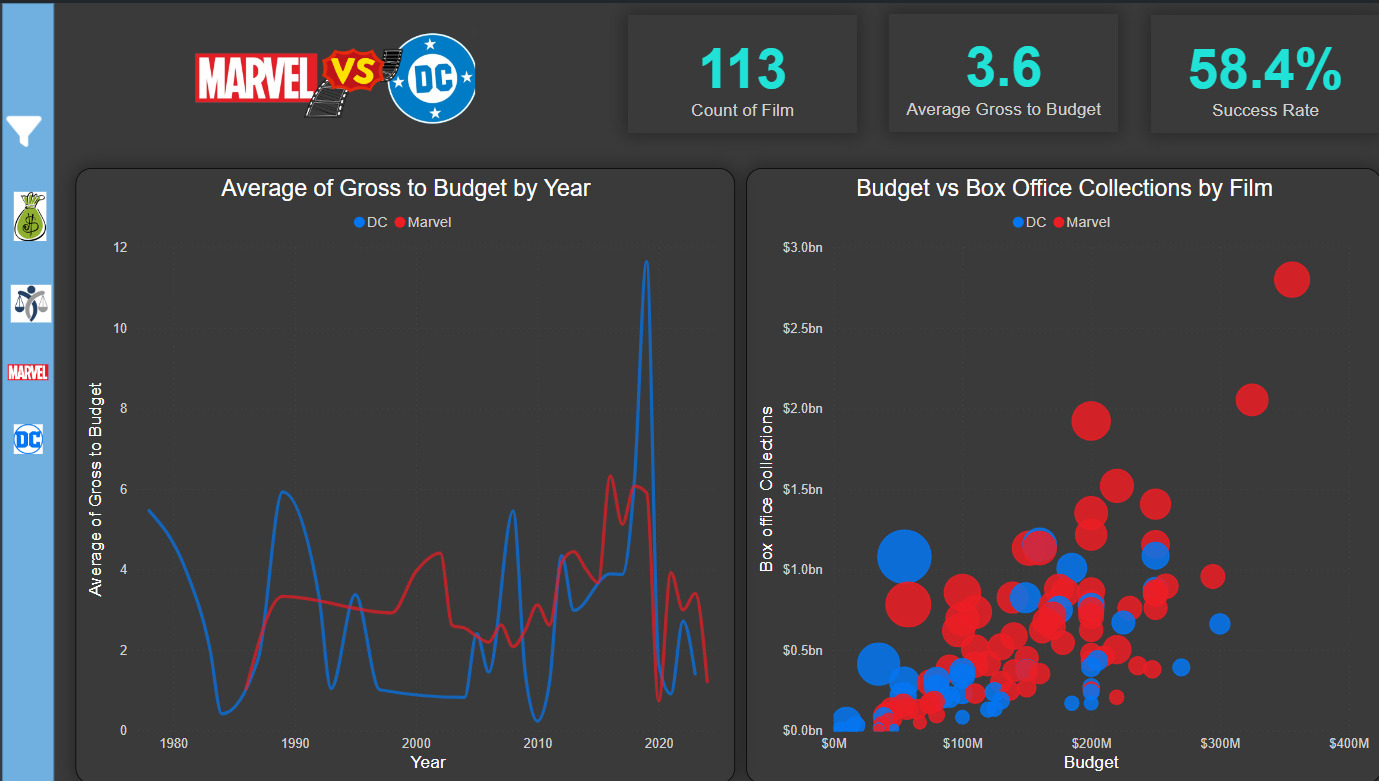 MARVEL VS DC
113
Count of Film
3.6
Average Gross to Budget
58.4%
Success Rate
$
MARVEL
DC
Average of Gross to Budget by Year
DC Marvel
12
10
8
6
4
2
0
Average of Gross to Budget
1980 1990 2000 2010 2020
Year
Budget vs Box Office Collections by Film
DC Marvel
$3.0bn
$2.5bn
$2.0bn
$1.5bn
$1.0bn
$0.5bn
$0.0bn
Box office Collections
$0M $100M $200M $300M $400M
Budget